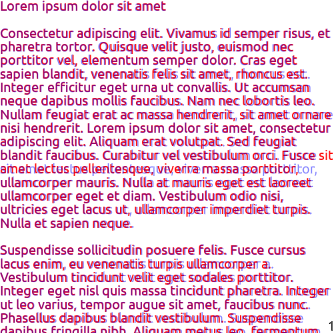 Lorem ipsum dolor sit amet
Consectetur adipiscing elit. Vivamus id semper risus, et
pharetra tortor. Quisque velit justo, euismod nec
porttitor vel, elementum semper dolor. Cras eget
sapien blandit, venenatis felis sit amet, rhoncus est.
Integer efficitur eget urna ut convallis. Ut accumsan
neque dapibus mollis faucibus. Nam nec lobortis leo.
Nullam feugiat erat ac massa hendrerit, sit amet ornare
nisi hendrerit. Lorem ipsum dolor sit amet, consectetur
adipiscing elit. Aliquam erat volutpat. Sed feugiat
blandit faucibus. Curabitur vel vestibulum orci. Fusce sit
amet lectus pellentesque, viverra massa porttitor,
ullamcorper mauris. Nulla at mauris eget est laoreet
ullamcorper eget et diam. Vestibulum odio nisi,
ultricies eget lacus ut, ullamcorper imperdiet turpis.
Nulla et sapien neque.
Suspendisse sollicitudin posuere felis. Fusce cursus
lacus enim, eu venenatis turpis ullamcorper a.
Vestibulum tincidunt velit eget sodales porttitor.
Integer eget nisl quis massa tincidunt pharetra. Integer
ut leo varius, tempor augue sit amet, faucibus nunc.
Phasellus dapibus blandit vestibulum. Suspendisse
dapibus fringilla nibh. Aliquam metus leo, fermentum